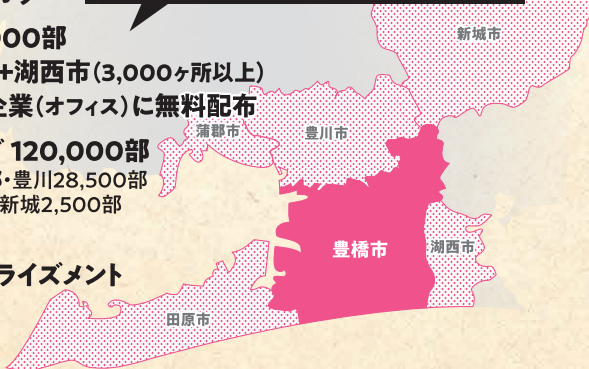 000部
+湖西市(3,000ヶ所以上)
企業(オフィス)に無料配布
120,000部
・豊川28,500部
新城2,500部
ライズメント
新城市
蒲郡市
豊川市
豊橋市
湖西市
田原市